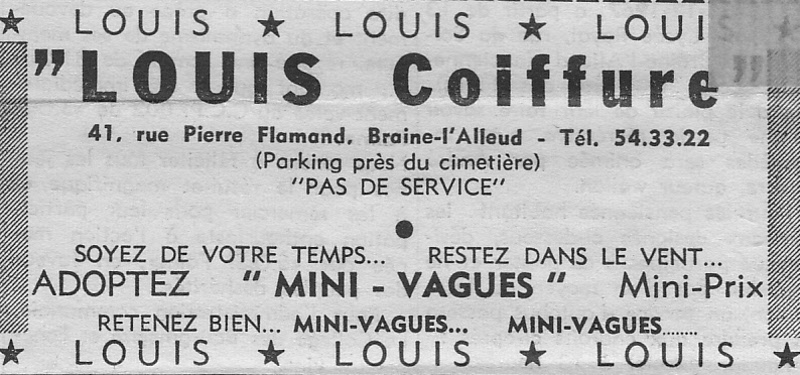 ★ LOUIS ★ LOUIS ★ LOUIS ★
"LOUIS Coiffure"
41, rue Pierre Flamand, Braine-l'Alleud - Tél. 54.33.22
(Parking près du cimetière)
"PAS DE SERVICE"
●
SOYEZ DE VOTRE TEMPS... RESTEZ DANS LE VENT...
ADOPTEZ " MINI - VAGUES " Mini-Prix
RETENEZ BIEN... MINI-VAGUES... MINI-VAGUES........
★ LOUIS ★ LOUIS ★ LOUIS ★